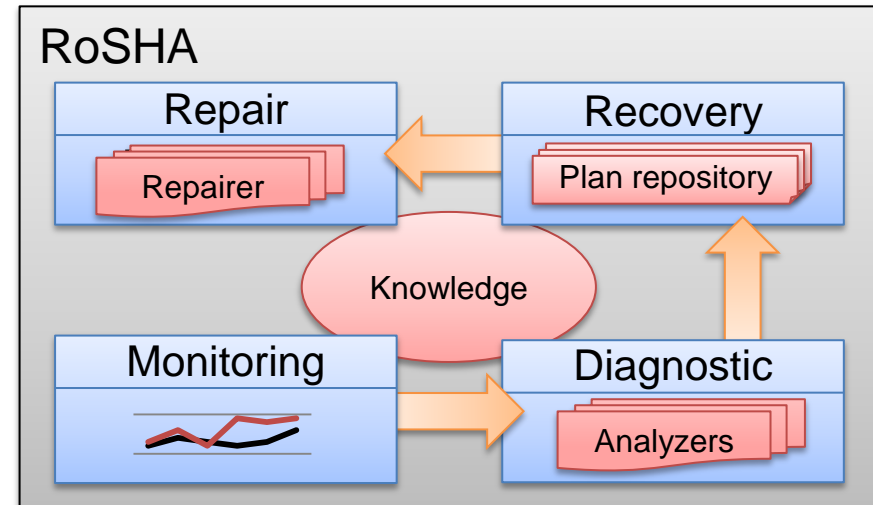 RoSHA
Repair
Recovery
Repairer
Plan repository
Knowledge
Monitoring
Diagnostic
Analyzers